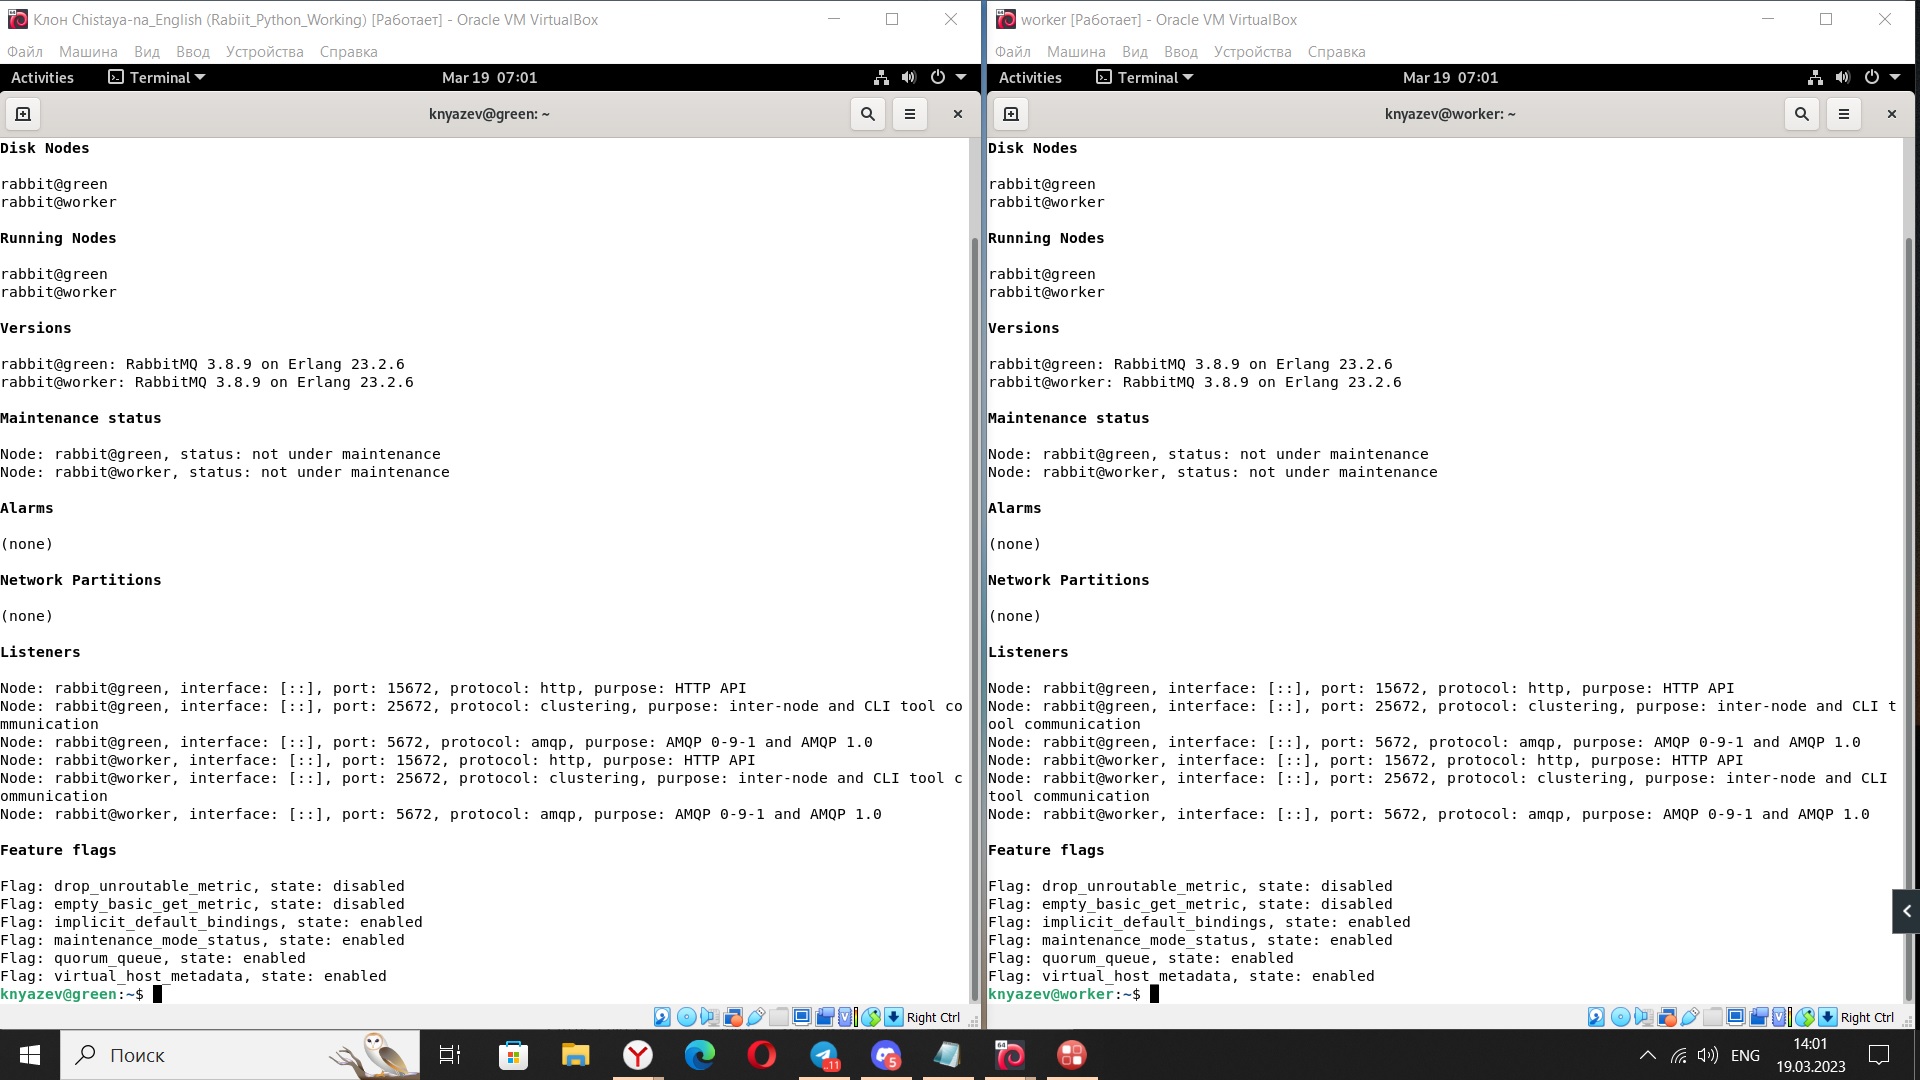 Клон Chistaya-na_English (Rabiit_Python_Working) [Работает] - Oracle VM VirtualBox
Файл Машина Вид Ввод Устройства Справка
Activities Terminal Mar 19 07:01
knyazev@green: ~
Disk Nodes
rabbit@green
rabbit@worker
Running Nodes
rabbit@green
rabbit@worker
Versions
rabbit@green: RabbitMQ 3.8.9 on Erlang 23.2.6
rabbit@worker: RabbitMQ 3.8.9 on Erlang 23.2.6
Maintenance status
Node: rabbit@green, status: not under maintenance
Node: rabbit@worker, status: not under maintenance
Alarms
(none)
Network Partitions
(none)
Listeners
Node: rabbit@green, interface: [::], port: 15672, protocol: http, purpose: HTTP API
Node: rabbit@green, interface: [::], port: 25672, protocol: clustering, purpose: inter-node and CLI tool co
mmunication
Node: rabbit@green, interface: [::], port: 5672, protocol: amqp, purpose: AMQP 0-9-1 and AMQP 1.0
Node: rabbit@worker, interface: [::], port: 15672, protocol: http, purpose: HTTP API
Node: rabbit@worker, interface: [::], port: 25672, protocol: clustering, purpose: inter-node and CLI tool c
ommunication
Node: rabbit@worker, interface: [::], port: 5672, protocol: amqp, purpose: AMQP 0-9-1 and AMQP 1.0
Feature flags
Flag: drop_unroutable_metric, state: disabled
Flag: empty_basic_get_metric, state: disabled
Flag: implicit_default_bindings, state: enabled
Flag: maintenance_mode_status, state: enabled
Flag: quorum_queue, state: enabled
Flag: virtual_host_metadata, state: enabled
knyazev@green:~$
Right Ctrl
worker [Работает] - Oracle VM VirtualBox
Файл Машина Вид Ввод Устройства Справка
Activities Terminal Mar 19 07:01
knyazev@worker: ~
Disk Nodes
rabbit@green
rabbit@worker
Running Nodes
rabbit@green
rabbit@worker
Versions
rabbit@green: RabbitMQ 3.8.9 on Erlang 23.2.6
rabbit@worker: RabbitMQ 3.8.9 on Erlang 23.2.6
Maintenance status
Node: rabbit@green, status: not under maintenance
Node: rabbit@worker, status: not under maintenance
Alarms
(none)
Network Partitions
(none)
Listeners
Node: rabbit@green, interface: [::], port: 15672, protocol: http, purpose: HTTP API
Node: rabbit@green, interface: [::], port: 25672, protocol: clustering, purpose: inter-node and CLI t
ool communication
Node: rabbit@green, interface: [::], port: 5672, protocol: amqp, purpose: AMQP 0-9-1 and AMQP 1.0
Node: rabbit@worker, interface: [::], port: 15672, protocol: http, purpose: HTTP API
Node: rabbit@worker, interface: [::], port: 25672, protocol: clustering, purpose: inter-node and CLI
tool communication
Node: rabbit@worker, interface: [::], port: 5672, protocol: amqp, purpose: AMQP 0-9-1 and AMQP 1.0
Feature flags
Flag: drop_unroutable_metric, state: disabled
Flag: empty_basic_get_metric, state: disabled
Flag: implicit_default_bindings, state: enabled
Flag: maintenance_mode_status, state: enabled
Flag: quorum_queue, state: enabled
Flag: virtual_host_metadata, state: enabled
knyazev@worker:~$
Right Ctrl
Поиск
ENG
14:01
19.03.2023